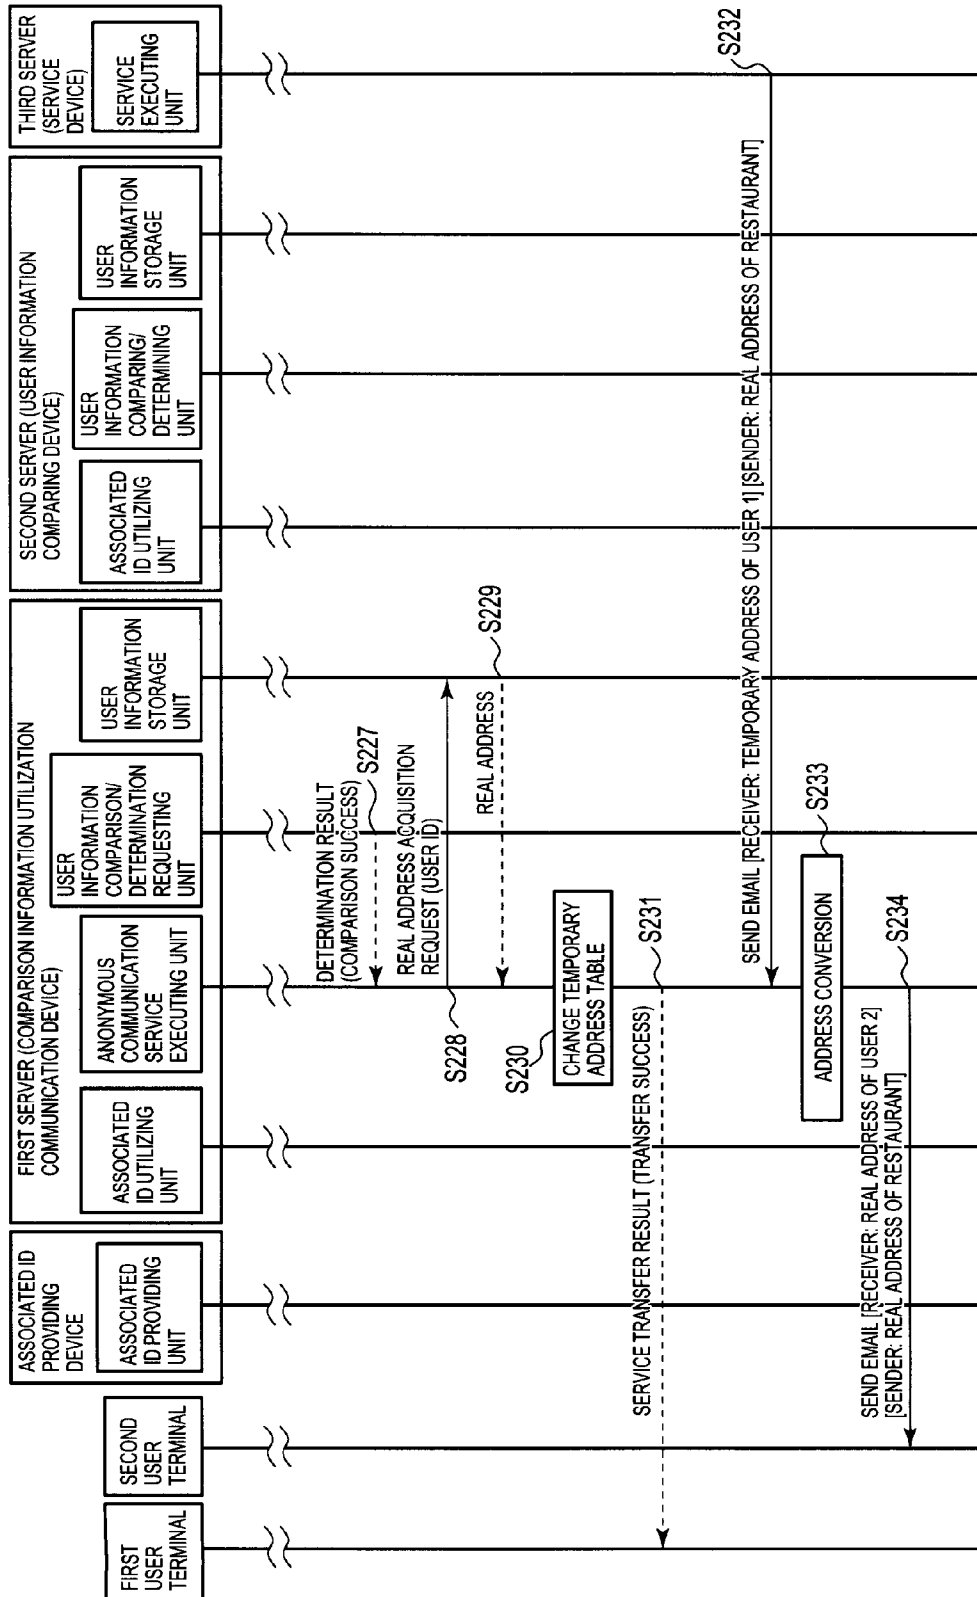 FIRST
USER
TERMINAL
SECOND
USER
TERMINAL
ASSOCIATED ID
PROVIDING
DEVICE
ASSOCIATED
ID PROVIDING
UNIT
FIRST SERVER (COMPARISON INFORMATION UTILIZATION
COMMUNICATION DEVICE)
ASSOCIATED
ID UTILIZING
UNIT
ANONYMOUS
COMMUNICATION
SERVICE
EXECUTING UNIT
USER
INFORMATION
COMPARISON/
DETERMINATION
REQUESTING
UNIT
USER
INFORMATION
STORAGE
UNIT
SECOND SERVER (USER INFORMATION
COMPARING DEVICE)
ASSOCIATED
ID UTILIZING
UNIT
USER
INFORMATION
COMPARING/
DETERMINING
UNIT
USER
INFORMATION
STORAGE
UNIT
THIRD SERVER
(SERVICE
DEVICE)
SERVICE
EXECUTING
UNIT
DETERMINATION RESULT
(COMPARISON SUCCESS)
S227
REAL ADDRESS ACQUISITION
REQUEST (USER ID)
S228
REAL ADDRESS
S229
S230
CHANGE TEMPORARY
ADDRESS TABLE
SERVICE TRANSFER RESULT (TRANSFER SUCCESS)
S231
SEND EMAIL [RECEIVER: TEMPORARY ADDRESS OF USER 1] [SENDER: REAL ADDRESS OF RESTAURANT]
S232
ADDRESS CONVERSION
S233
SEND EMAIL [RECEIVER: REAL ADDRESS OF USER 2]
[SENDER: REAL ADDRESS OF RESTAURANT]
S234